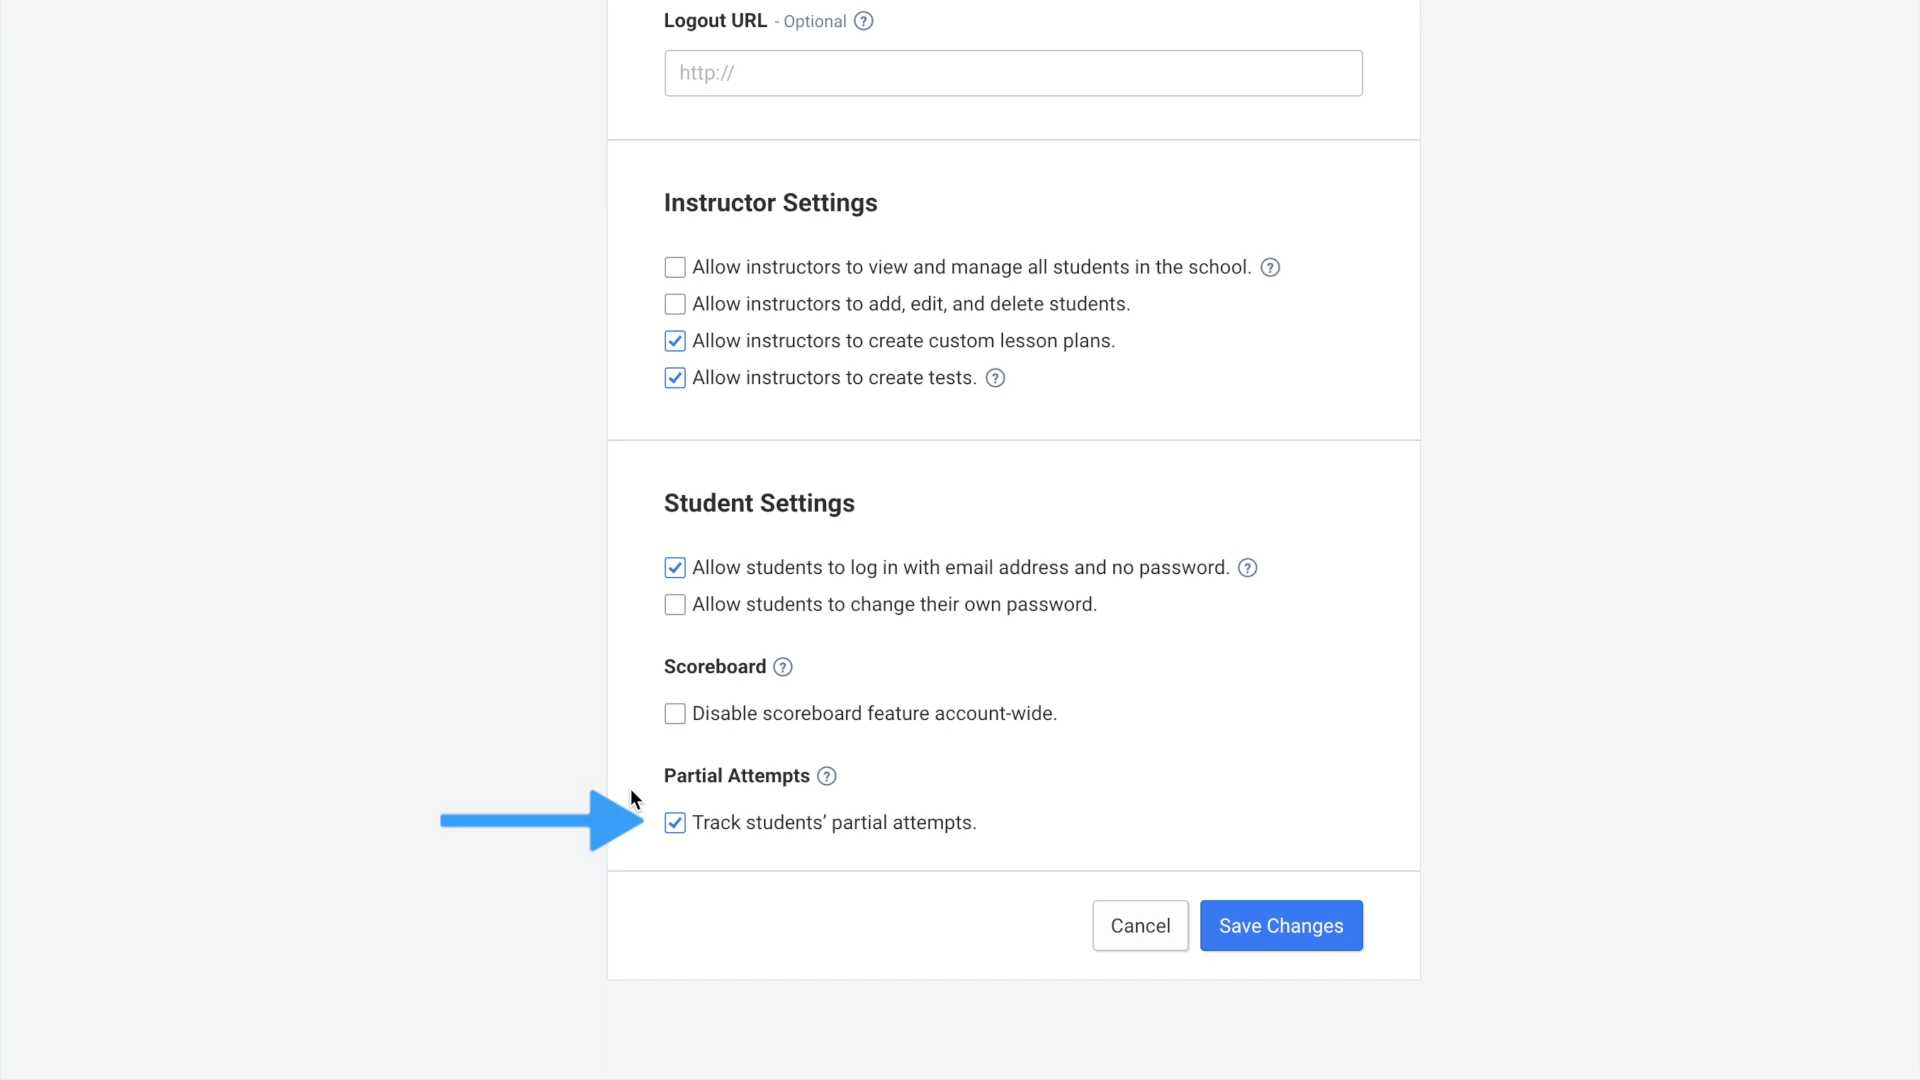 Logout URL - Optional ?
http://
Instructor Settings
Allow instructors to view and manage all students in the school. ?
Allow instructors to add, edit, and delete students.
Allow instructors to create custom lesson plans.
Allow instructors to create tests. ?
Student Settings
Allow students to log in with email address and no password. ?
Allow students to change their own password.
Scoreboard ?
Disable scoreboard feature account-wide.
Partial Attempts ?
Track students’ partial attempts.
Cancel Save Changes